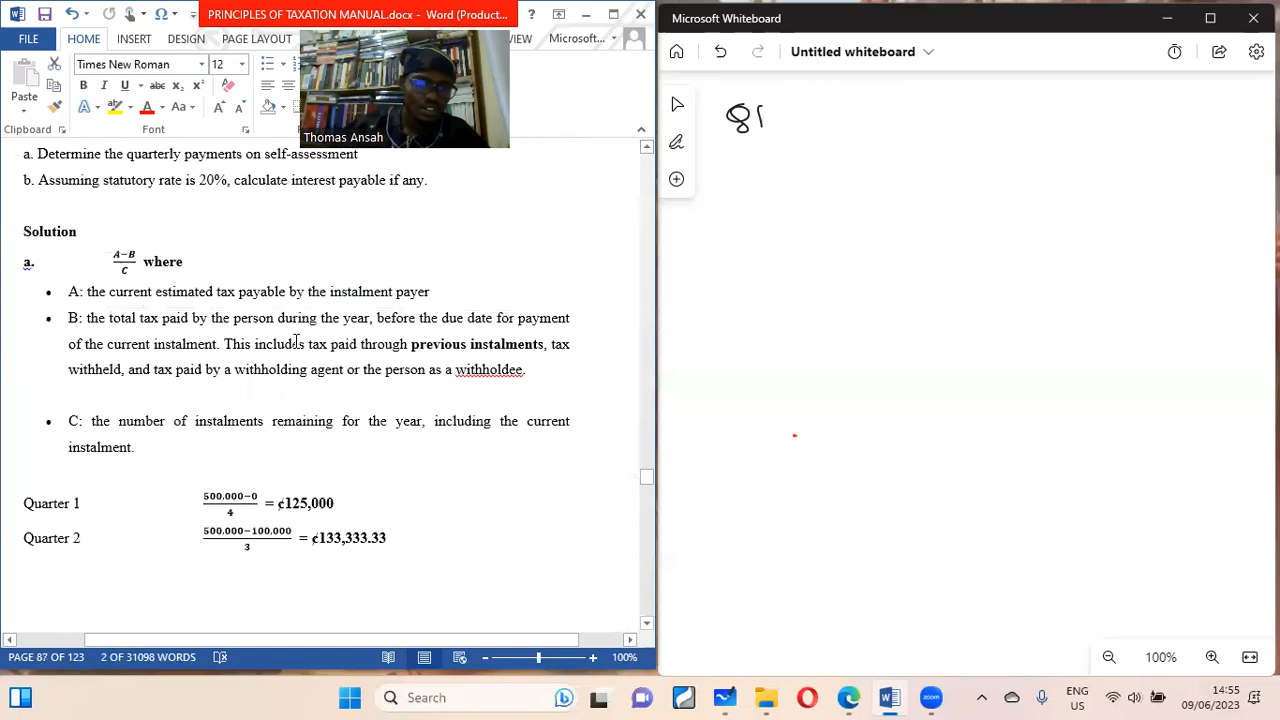 PRINCIPLES OF TAXATION MANUAL.docx - Word (Product...
FILE HOME INSERT DESIGN PAGE LAYOUT VIEW Microsoft...
Times New Roman 12
Paste
B I U abc x₂ x²
A A Aa A A
Clipboard Font
Thomas Ansah
a. Determine the quarterly payments on self-assessment
b. Assuming statutory rate is 20%, calculate interest payable if any.
Solution
a. A−B/C where
• A: the current estimated tax payable by the instalment payer
• B: the total tax paid by the person during the year, before the due date for payment
of the current instalment. This includes tax paid through previous instalments, tax
withheld, and tax paid by a withholding agent or the person as a withholdee.
• C: the number of instalments remaining for the year, including the current
instalment.
Quarter 1 500.000−0/4 = ¢125,000
Quarter 2 500.000−100.000/3 = ¢133,333.33
PAGE 87 OF 123 2 OF 31098 WORDS 100%
Microsoft Whiteboard
Untitled whiteboard
100%
Search
ENG
US
14:55
09/06/2023